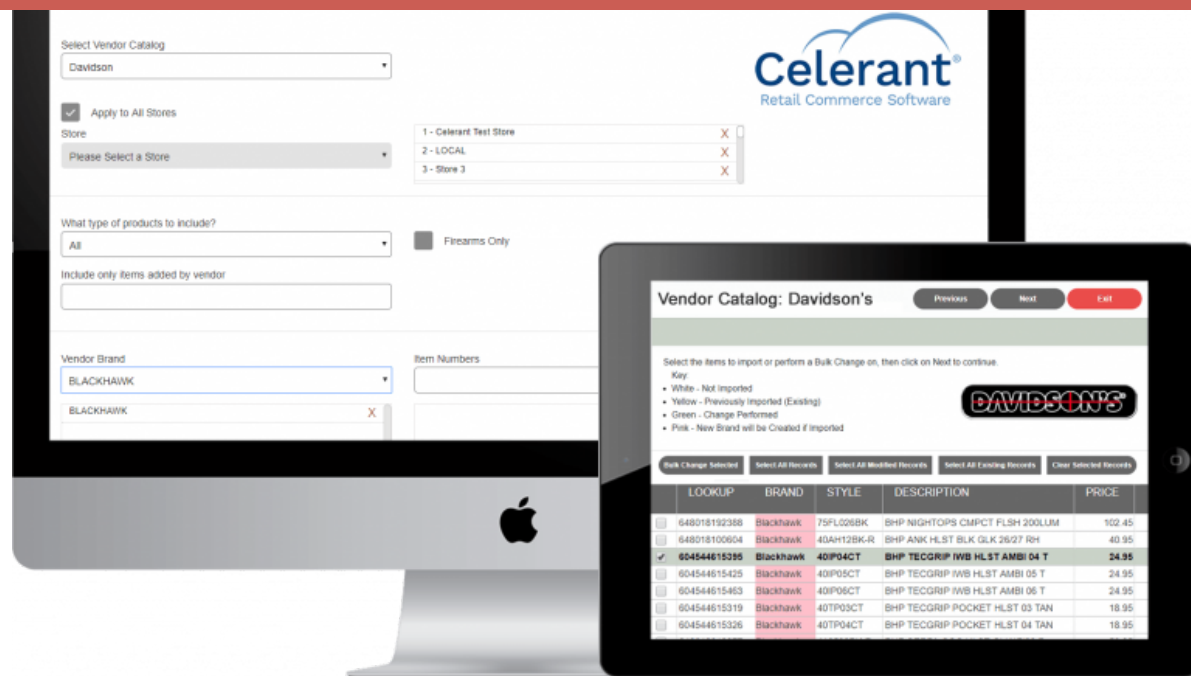 Select Vendor Catalog
Davidson
Celerant®
Retail Commerce Software
Apply to All Stores
Store
Please Select a Store
1 - Celerant Test Store X
2 - LOCAL X
3 - Store 3 X
What type of products to include?
All
Firearms Only
Include only items added by vendor
Vendor Brand
BLACKHAWK
Item Numbers
BLACKHAWK X
Vendor Catalog: Davidson's
Previous Next Exit
Select the items to import or perform a Bulk Change on, then click on Next to continue.
Key:
• White - Not Imported
• Yellow - Previously Imported (Existing)
• Green - Change Performed
• Pink - New Brand will be Created if Imported
DAVIDSON'S®
Bulk Change Selected Select All Records Select All Modified Records Select All Existing Records Clear Selected Records
LOOKUP BRAND STYLE DESCRIPTION PRICE
648018192388 Blackhawk 75FL026BK BHP NIGHTOPS CMPCT FLSH 200LUM 102.45
648018100604 Blackhawk 40AH12BK-R BHP ANK HLST BLK GLK 26/27 RH 40.95
604544615395 Blackhawk 40IP04CT BHP TECGRIP IWB HLST AMBI 04 T 24.95
604544615425 Blackhawk 40IP05CT BHP TECGRIP IWB HLST AMBI 05 T 24.95
604544615463 Blackhawk 40IP06CT BHP TECGRIP IWB HLST AMBI 06 T 24.95
604544615319 Blackhawk 40TP03CT BHP TECGRIP POCKET HLST 03 TAN 18.95
604544615326 Blackhawk 40TP04CT BHP TECGRIP POCKET HLST 04 TAN 18.95